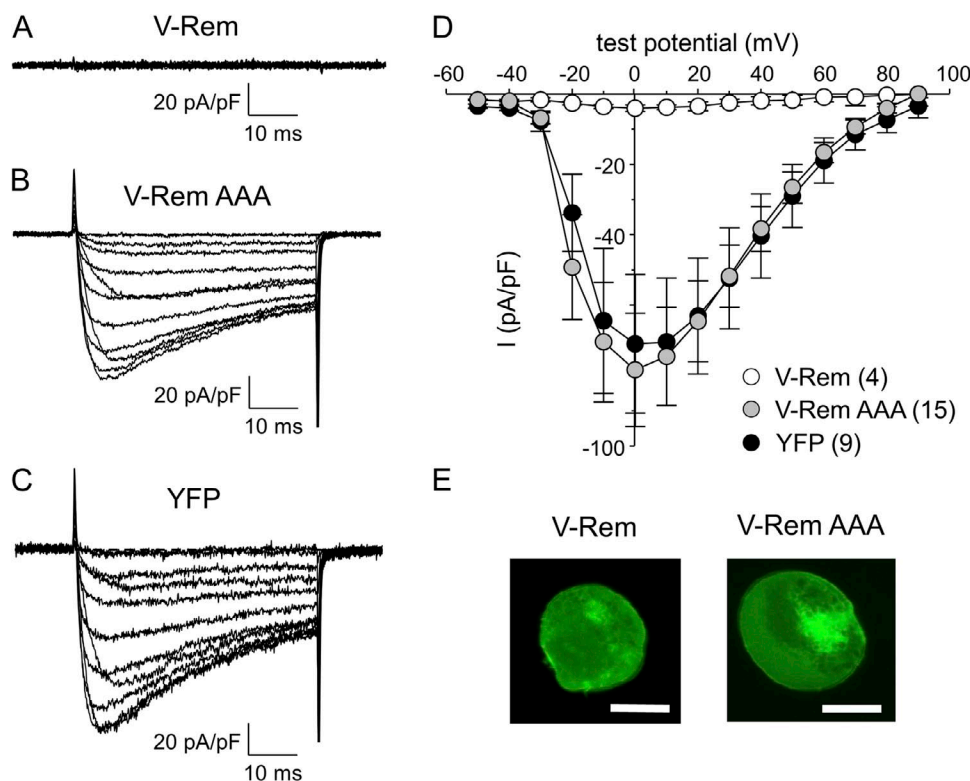 A
V-Rem
20 pA/pF
10 ms
B
V-Rem AAA
20 pA/pF
10 ms
C
YFP
20 pA/pF
10 ms
D
test potential (mV)
-60 -40 -20 0 20 40 60 80 100
-20
-40
-100
I (pA/pF)
V-Rem (4)
V-Rem AAA (15)
YFP (9)
E
V-Rem V-Rem AAA